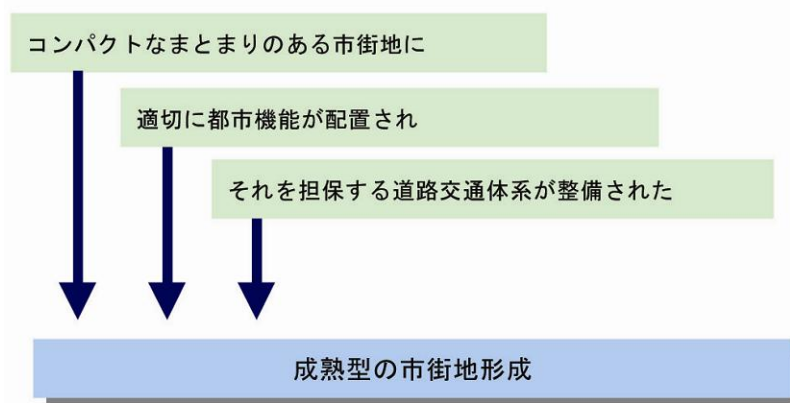 コンパクトなまとまりのある市街地に
適切に都市機能が配置され
それを担保する道路交通体系が整備された
成熟型の市街地形成